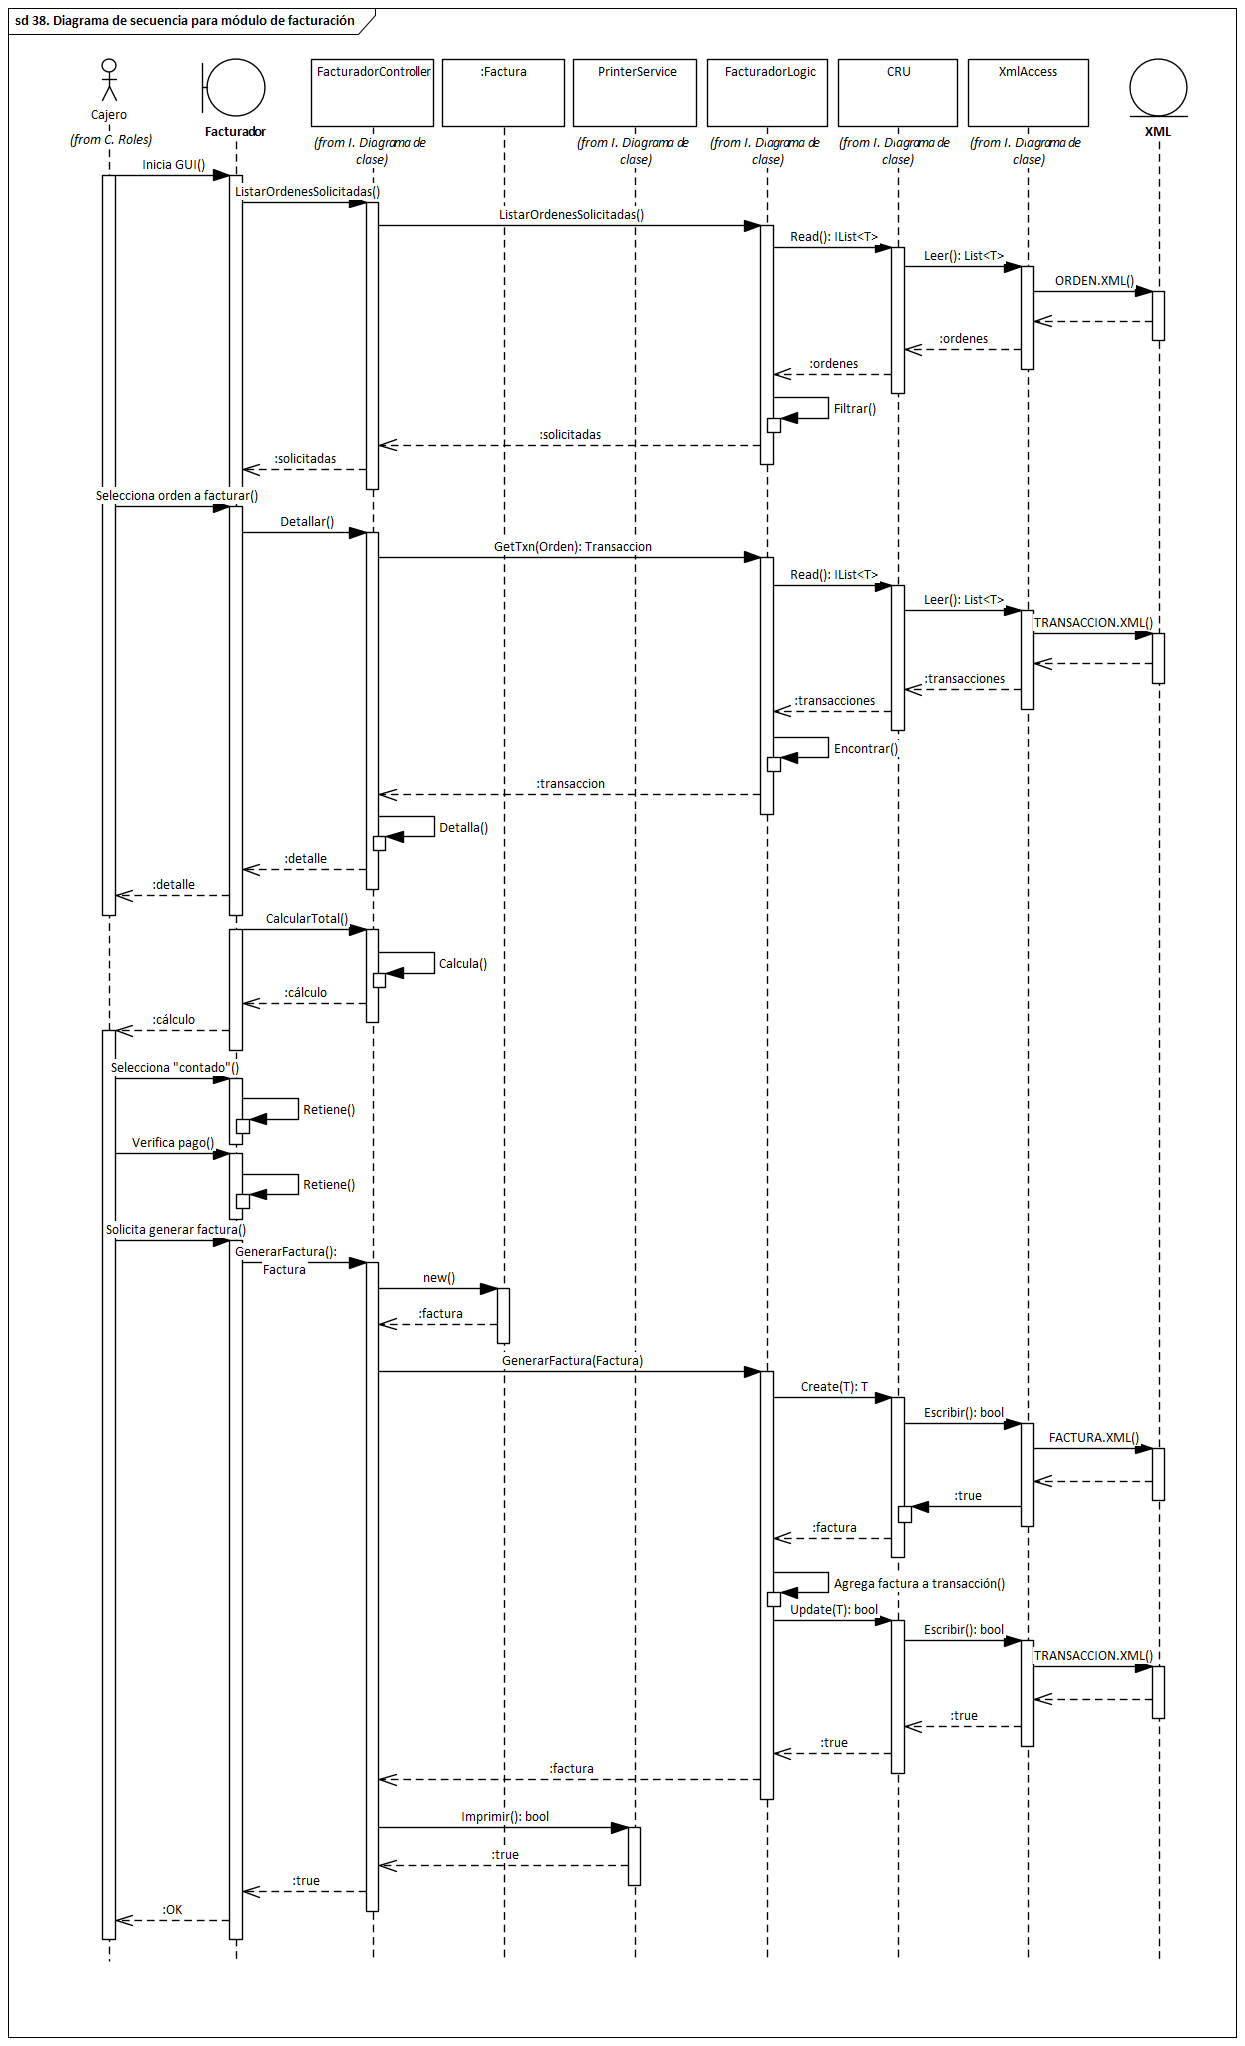 sd 38. Diagrama de secuencia para módulo de facturación
FacturadorController
:Factura
PrinterService
FacturadorLogic
CRU
XmlAccess
Cajero
Facturador
XML
(from C. Roles)
(from I. Diagrama de
clase)
(from I. Diagrama de
clase)
(from I. Diagrama de
clase)
(from I. Diagrama de
clase)
(from I. Diagrama de
clase)
Inicia GUI()
ListarOrdenesSolicitadas()
ListarOrdenesSolicitadas()
Read(): IList<T>
Leer(): List<T>
ORDEN.XML()
:ordenes
:ordenes
Filtrar()
:solicitadas
:solicitadas
Selecciona orden a facturar()
Detallar()
GetTxn(Orden): Transaccion
Read(): IList<T>
Leer(): List<T>
TRANSACCION.XML()
:transacciones
:transacciones
Encontrar()
:transaccion
Detalla()
:detalle
:detalle
CalcularTotal()
Calcula()
:cálculo
:cálculo
Selecciona "contado"()
Retiene()
Verifica pago()
Retiene()
Solicita generar factura()
GenerarFactura():
Factura
new()
:factura
GenerarFactura(Factura)
Create(T): T
Escribir(): bool
FACTURA.XML()
:true
:factura
Agrega factura a transacción()
Update(T): bool
Escribir(): bool
TRANSACCION.XML()
:true
:true
:factura
Imprimir(): bool
:true
:true
:OK